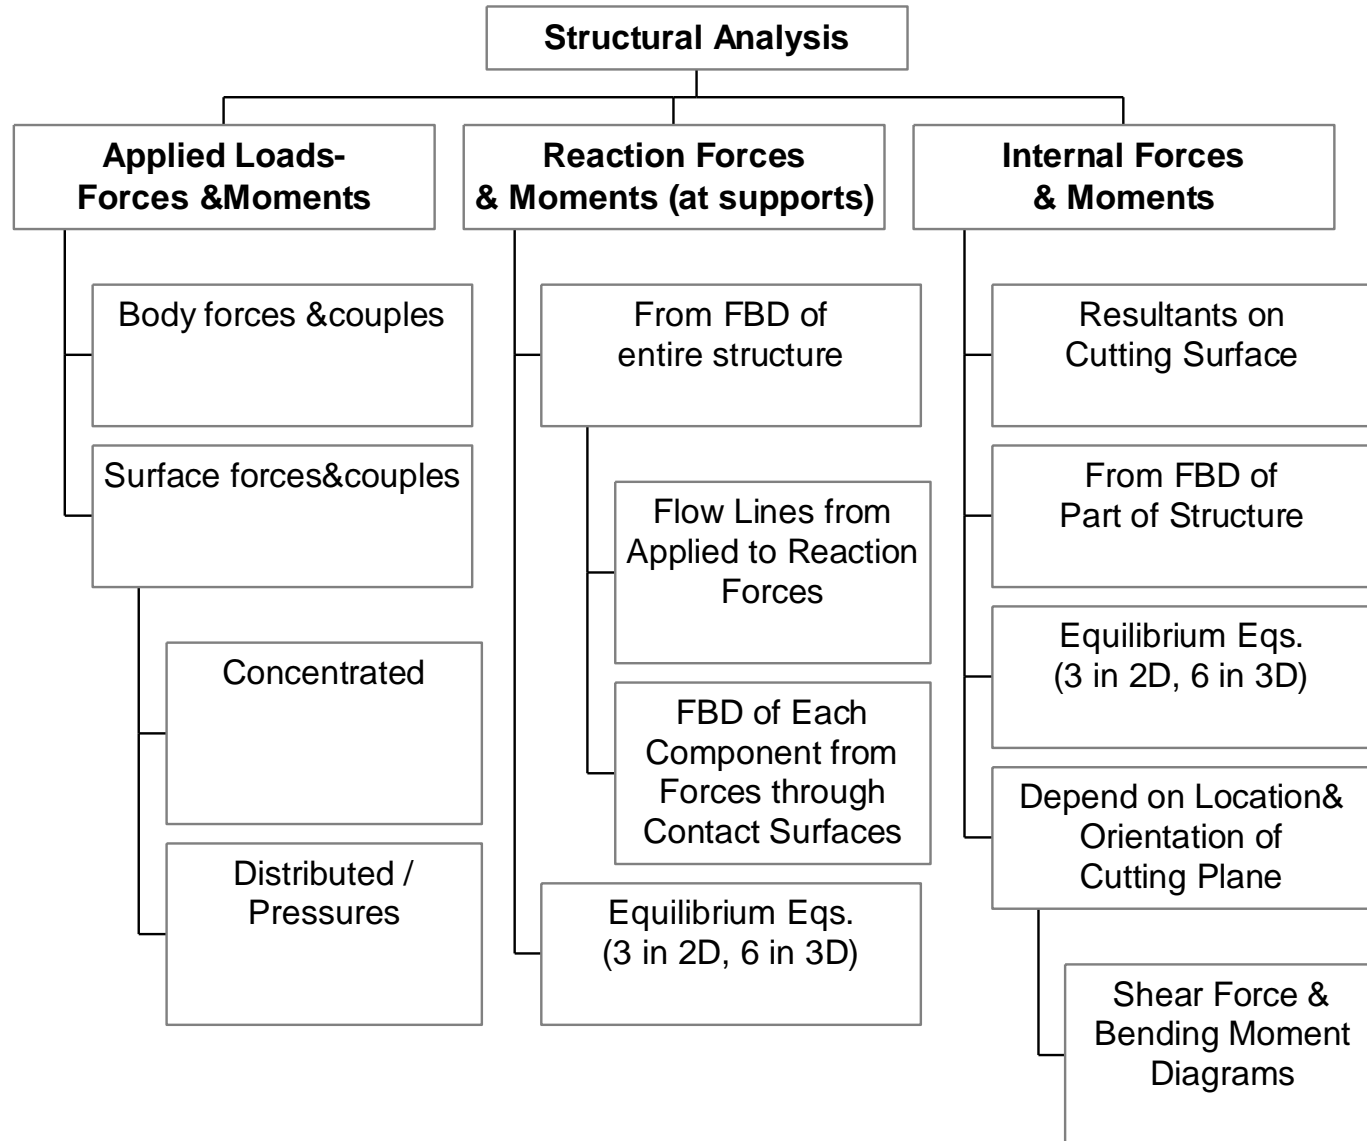 Structural Analysis
Applied Loads-
Forces &Moments
Body forces &couples
Surface forces&couples
Concentrated
Distributed /
Pressures
Reaction Forces
& Moments (at supports)
From FBD of
entire structure
Flow Lines from
Applied to Reaction
Forces
FBD of Each
Component from
Forces through
Contact Surfaces
Equilibrium Eqs.
(3 in 2D, 6 in 3D)
Internal Forces
& Moments
Resultants on
Cutting Surface
From FBD of
Part of Structure
Equilibrium Eqs.
(3 in 2D, 6 in 3D)
Depend on Location&
Orientation of
Cutting Plane
Shear Force &
Bending Moment
Diagrams